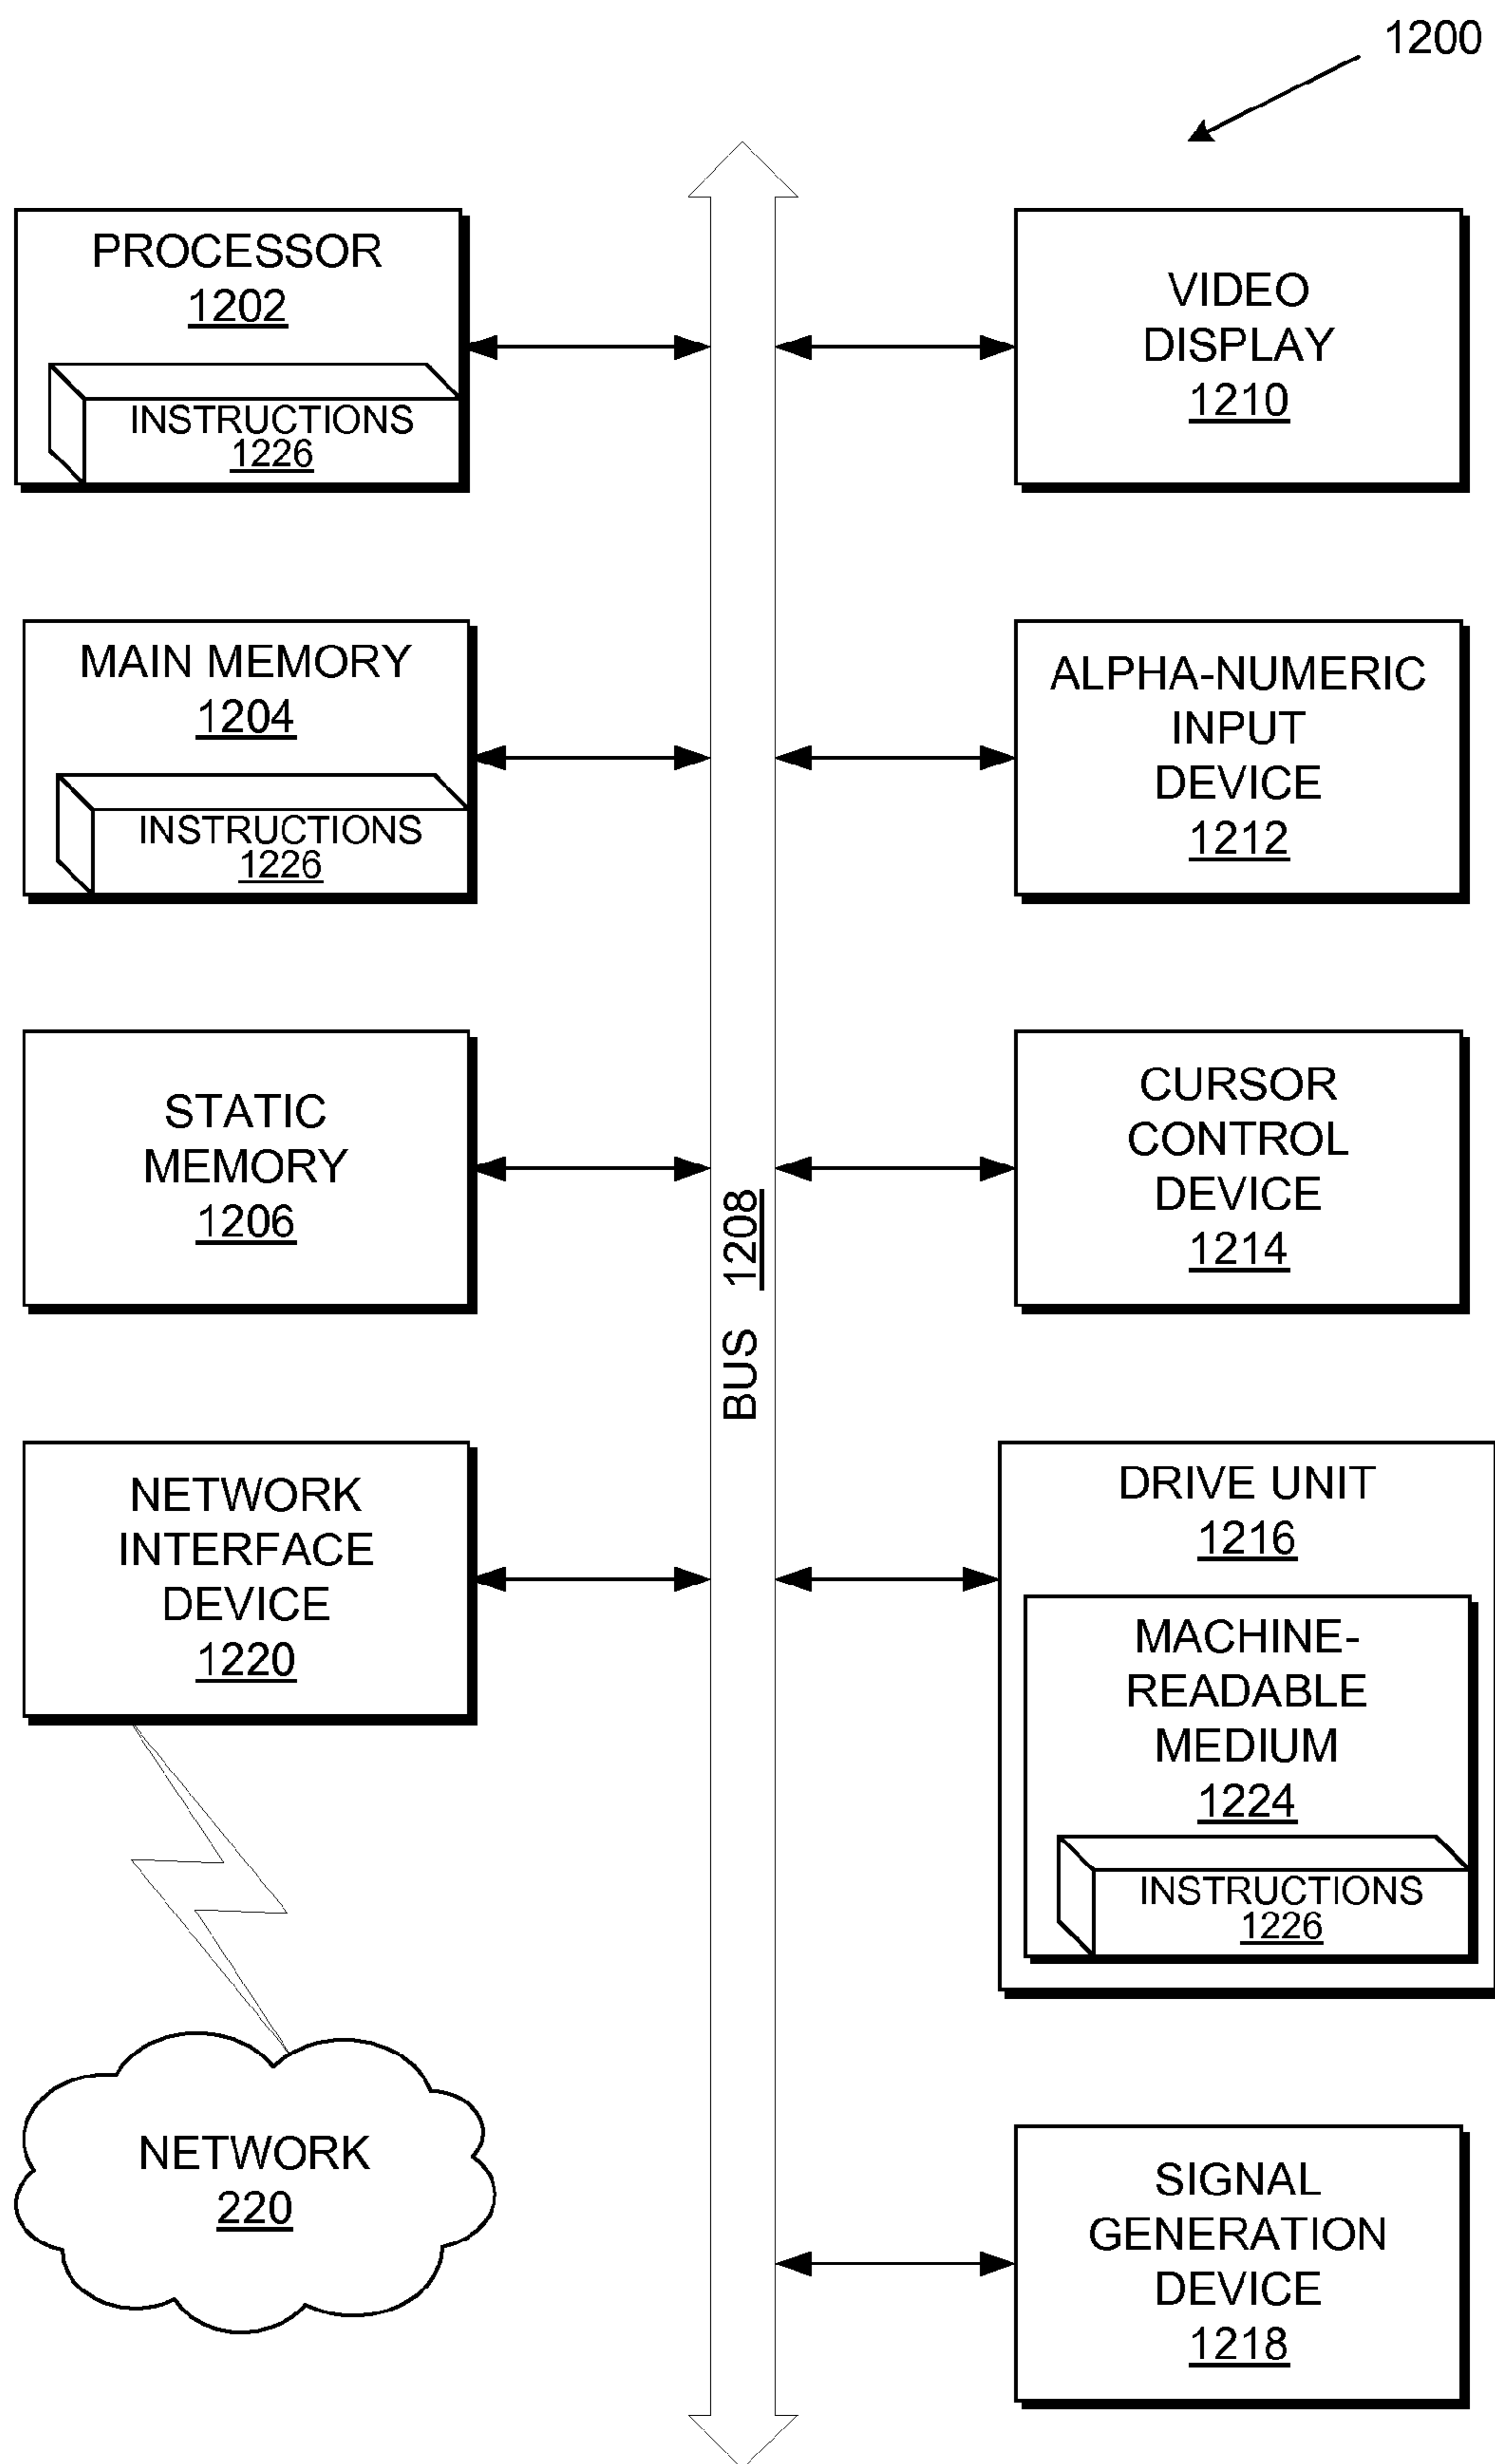 1200
PROCESSOR
1202
INSTRUCTIONS
1226
VIDEO
DISPLAY
1210
MAIN MEMORY
1204
INSTRUCTIONS
1226
ALPHA-NUMERIC
INPUT
DEVICE
1212
STATIC
MEMORY
1206
BUS 1208
CURSOR
CONTROL
DEVICE
1214
NETWORK
INTERFACE
DEVICE
1220
DRIVE UNIT
1216
MACHINE-
READABLE
MEDIUM
1224
INSTRUCTIONS
1226
NETWORK
220
SIGNAL
GENERATION
DEVICE
1218